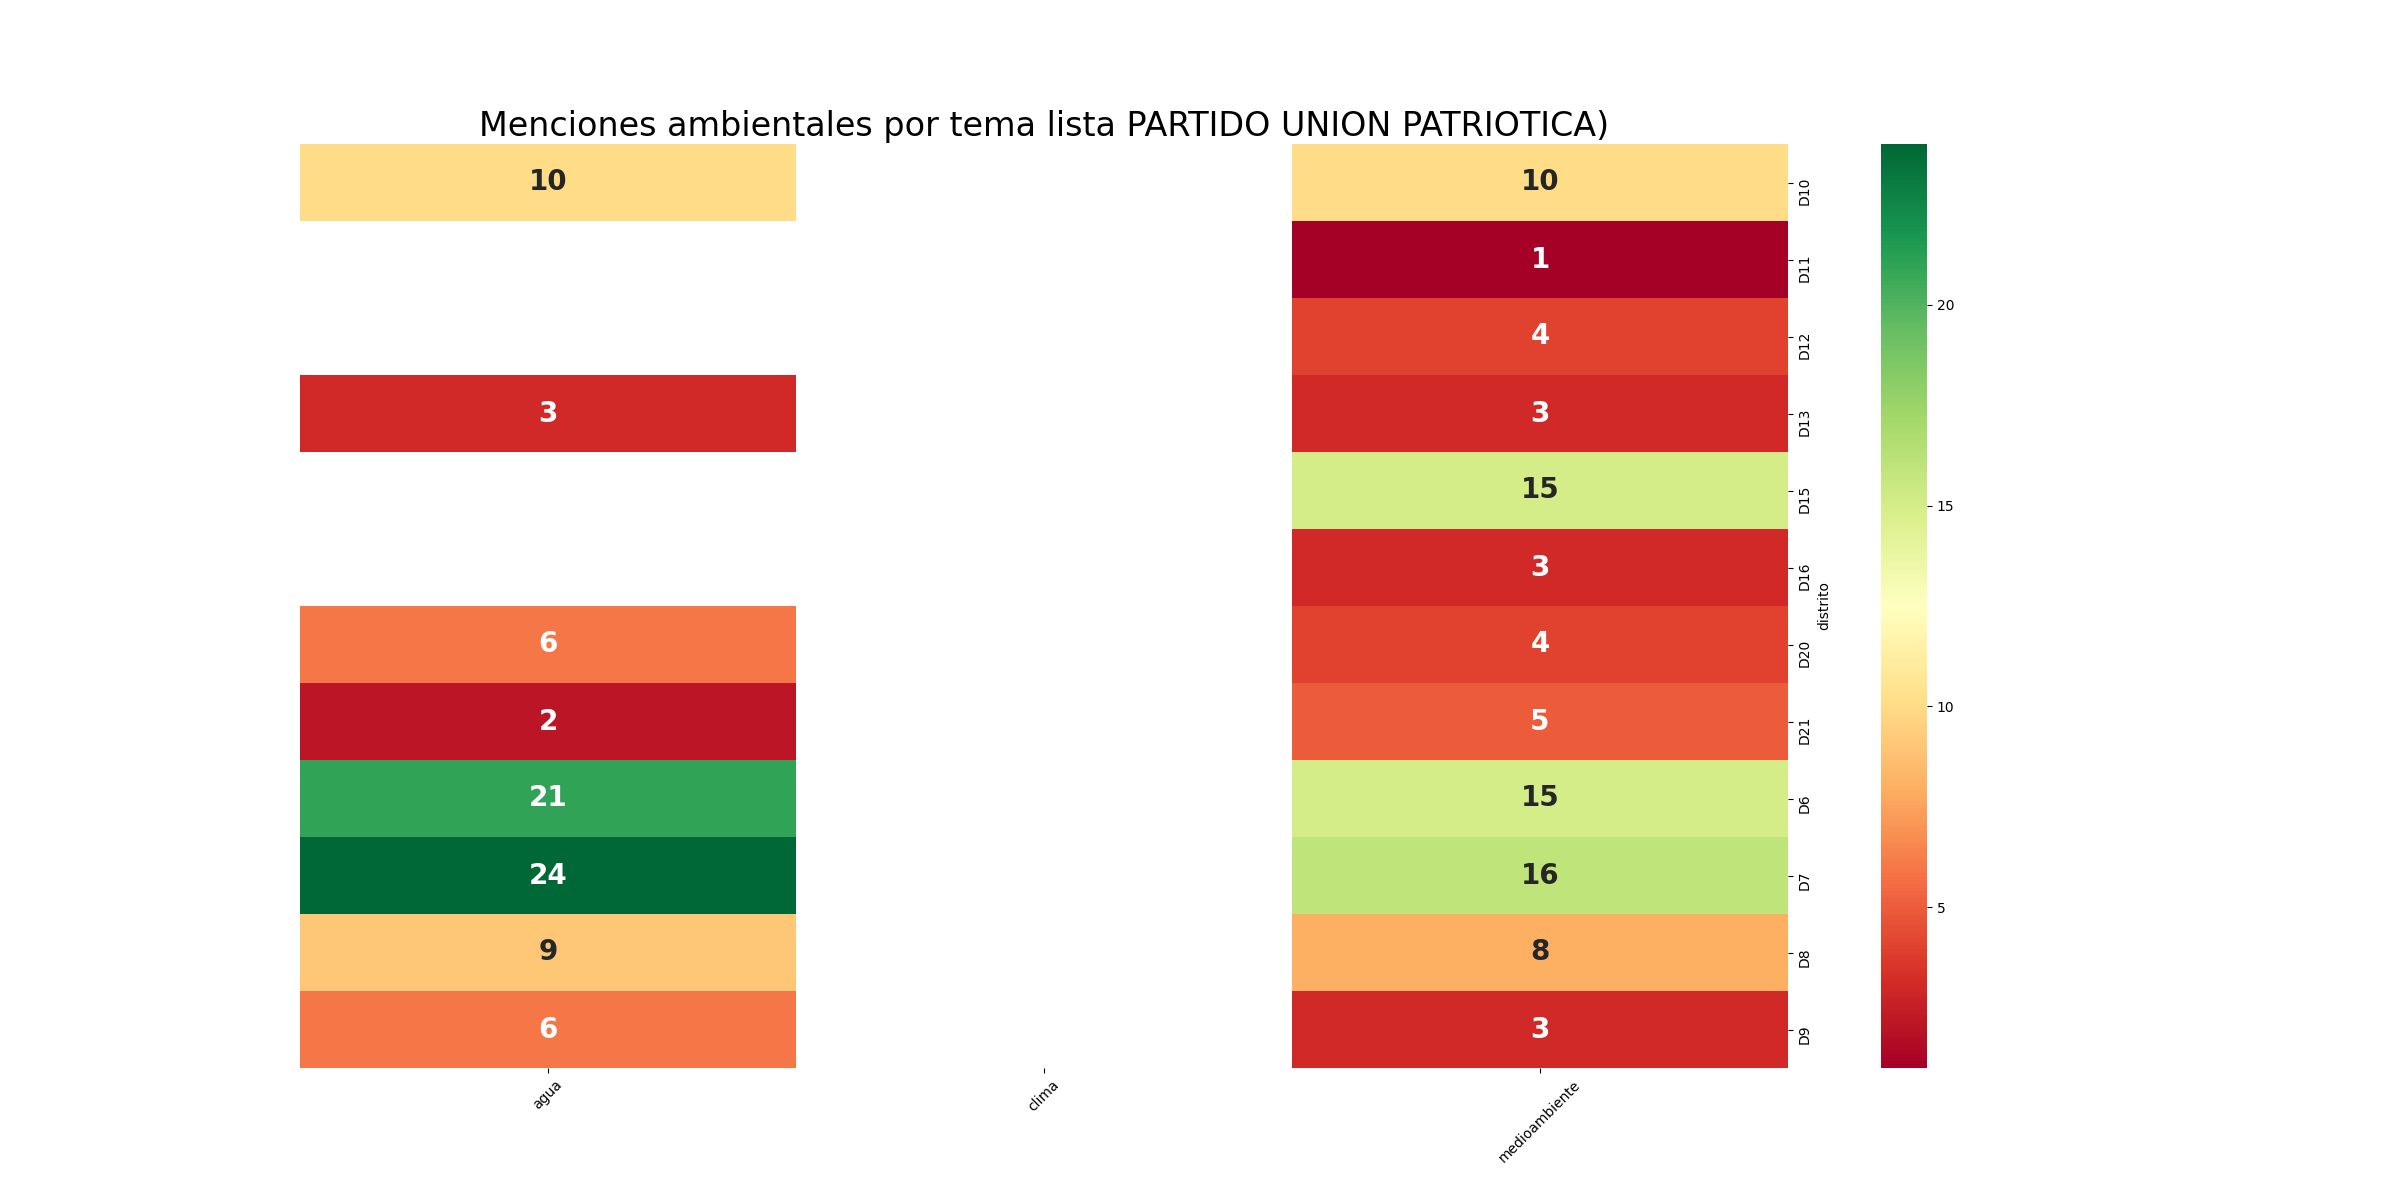 Menciones ambientales por tema lista PARTIDO UNION PATRIOTICA)
10 10 D10
1 D11
4 D12
3 3 D13
15 D15
3 D16
distrito
6 4 D20
2 5 D21
21 15 D6
24 16 D7
9 8 D8
6 3 D9
agua clima medioambiente
20
15
10
5